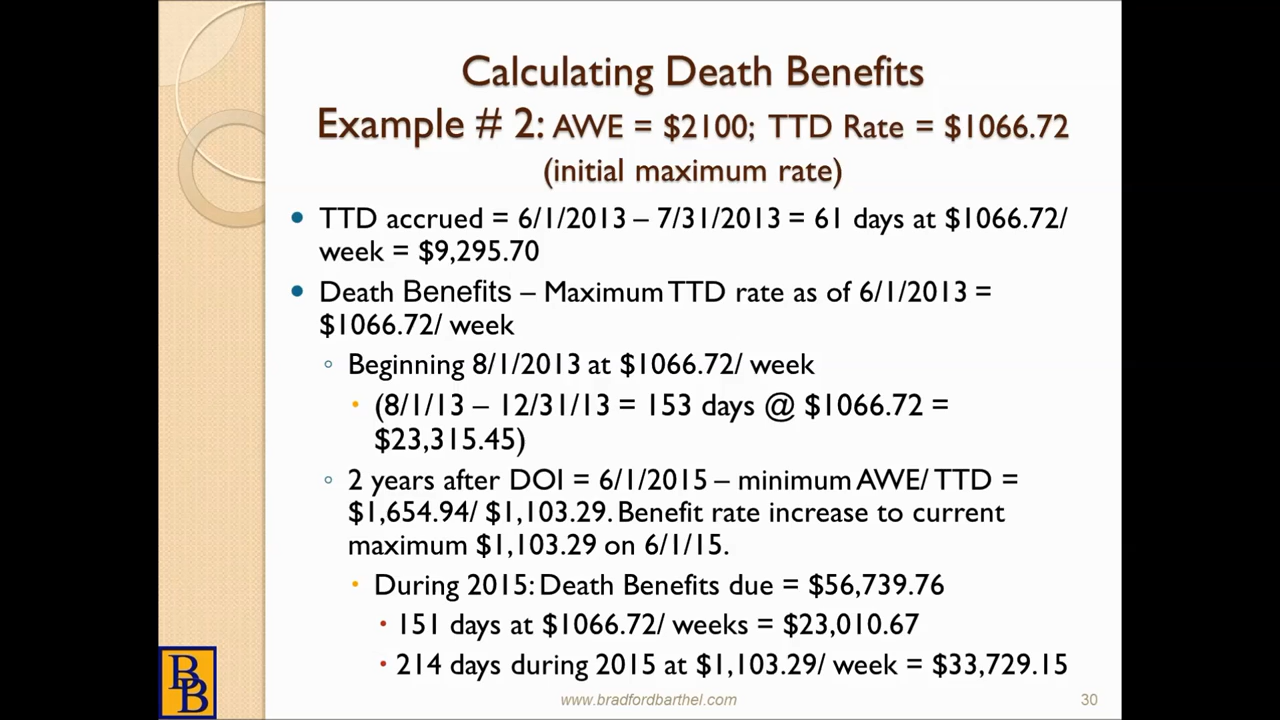 Calculating Death Benefits
Example # 2: AWE = $2100; TTD Rate = $1066.72
(initial maximum rate)
• TTD accrued = 6/1/2013 – 7/31/2013 = 61 days at $1066.72/
week = $9,295.70
• Death Benefits – Maximum TTD rate as of 6/1/2013 =
$1066.72/ week
◦ Beginning 8/1/2013 at $1066.72/ week
• (8/1/13 – 12/31/13 = 153 days @ $1066.72 =
$23,315.45)
◦ 2 years after DOI = 6/1/2015 – minimum AWE/ TTD =
$1,654.94/ $1,103.29. Benefit rate increase to current
maximum $1,103.29 on 6/1/15.
• During 2015: Death Benefits due = $56,739.76
• 151 days at $1066.72/ weeks = $23,010.67
• 214 days during 2015 at $1,103.29/ week = $33,729.15
BB
www.bradfordbarthel.com
30